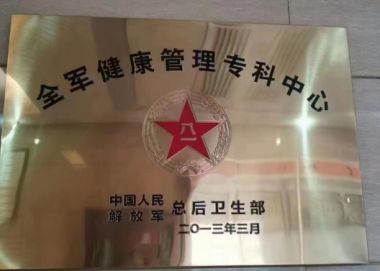 全军健康管理专科中心
八一
中国人民
解放军 总后卫生部
二〇一三年三月